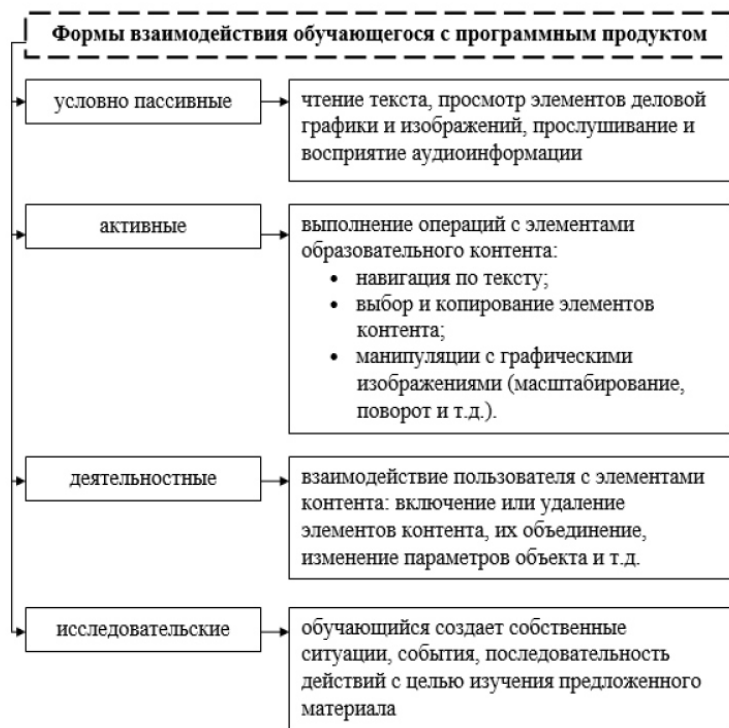 Формы взаимодействия обучающегося с программным продуктом
условно пассивные
чтение текста, просмотр элементов деловой
графики и изображений, прослушивание и
восприятие аудиоинформации
активные
выполнение операций с элементами
образовательного контента:
• навигация по тексту;
• выбор и копирование элементов
контента;
• манипуляции с графическими
изображениями (масштабирование,
поворот и т.д.).
деятельностные
взаимодействие пользователя с элементами
контента: включение или удаление
элементов контента, их объединение,
изменение параметров объекта и т.д.
исследовательские
обучающийся создает собственные
ситуации, события, последовательность
действий с целью изучения предложенного
материала